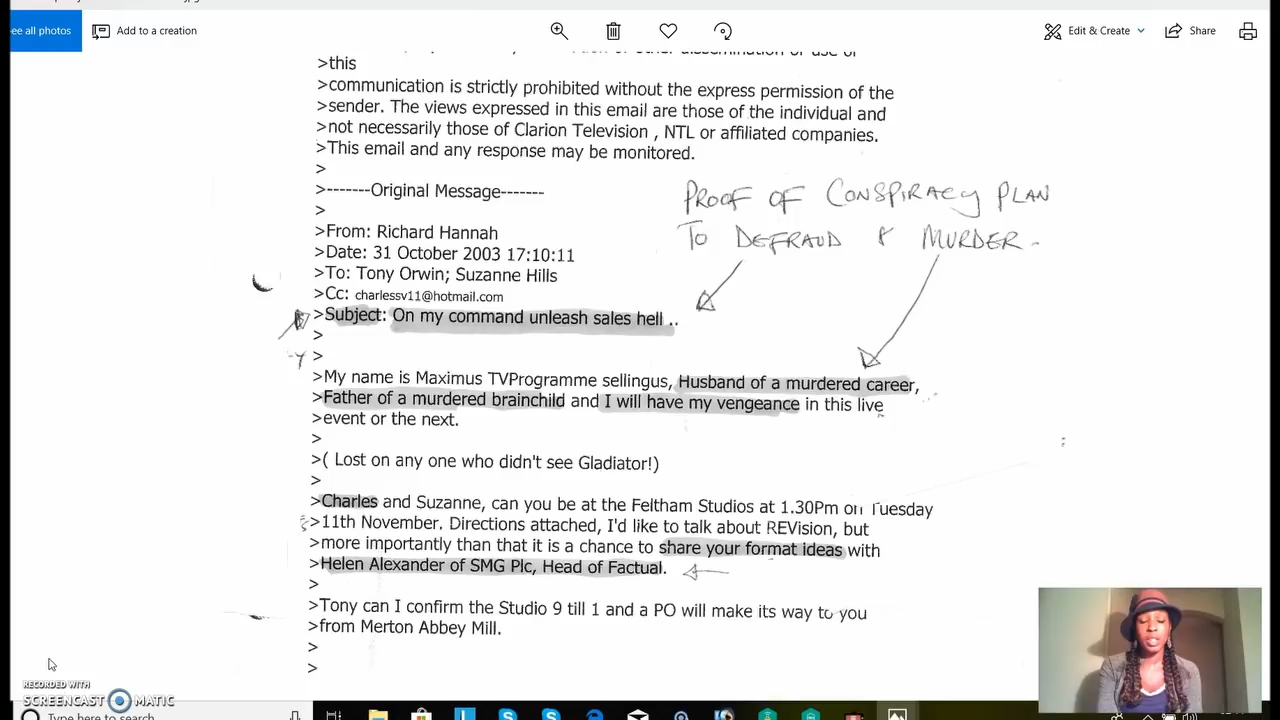 ee all photos
Add to a creation
Edit & Create
Share
>this
>communication is strictly prohibited without the express permission of the
>sender. The views expressed in this email are those of the individual and
>not necessarily those of Clarion Television , NTL or affiliated companies.
>This email and any response may be monitored.
>
>-------Original Message-------
>
>From: Richard Hannah
>Date: 31 October 2003 17:10:11
>To: Tony Orwin; Suzanne Hills
>Cc: charlessv11@hotmail.com
>Subject: On my command unleash sales hell ..
>
>
PROOF OF CONSPIRACY PLAN
TO DEFRAUD & MURDER -
>My name is Maximus TVProgramme sellingus, Husband of a murdered career,
>Father of a murdered brainchild and I will have my vengeance in this live
>event or the next.
>
>( Lost on any one who didn't see Gladiator!)
>
>Charles and Suzanne, can you be at the Feltham Studios at 1.30Pm on Tuesday
>11th November. Directions attached, I'd like to talk about REVision, but
>more importantly than that it is a chance to share your format ideas with
>Helen Alexander of SMG Plc, Head of Factual.
>
>Tony can I confirm the Studio 9 till 1 and a PO will make its way to you
>from Merton Abbey Mill.
>
>
RECORDED WITH
SCREENCAST MATIC
Type here to search